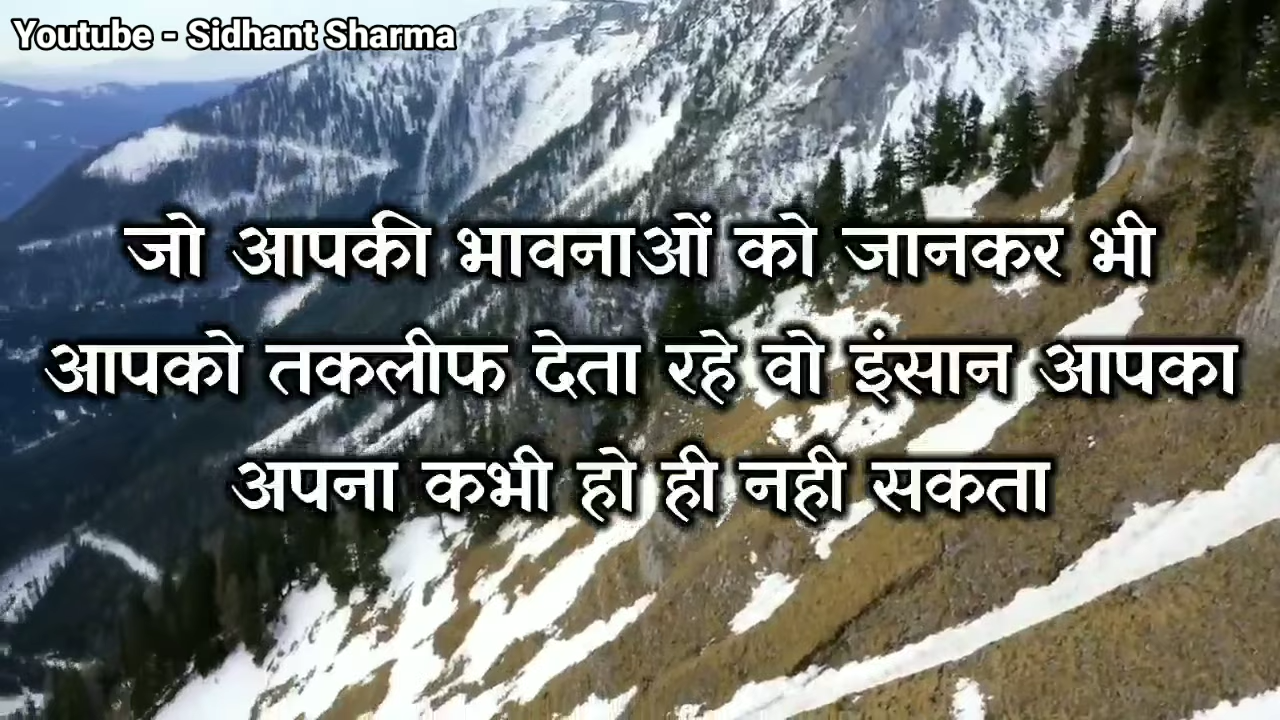 Youtube - Sidhant Sharma
जो आपकी भावनाओं को जानकर भी
आपको तकलीफ देता रहे वो इंसान आपका
अपना कभी हो ही नही सकता